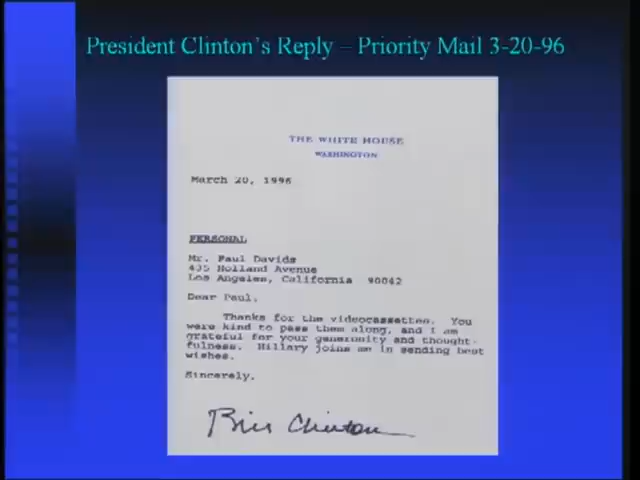 President Clinton's Reply – Priority Mail 3-20-96
THE WHITE HOUSE
WASHINGTON
March 20, 1996
PERSONAL
Mr. Paul Davids
435 Holland Avenue
Los Angeles, California 90042
Dear Paul,
Thanks for the videocassettes. You
were kind to pass them along, and I am
grateful for your generosity and thought-
fulness. Hillary joins me in sending best
wishes.
Sincerely,
Bill Clinton